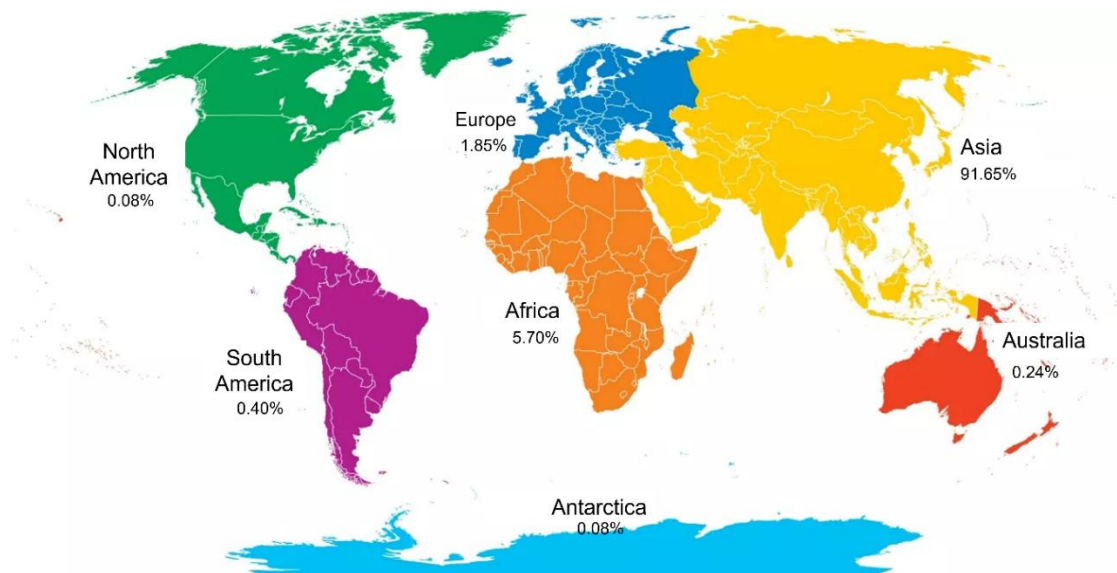 North
America
0.08%
Europe
1.85%
Asia
91.65%
Africa
5.70%
South
America
0.40%
Australia
0.24%
Antarctica
0.08%